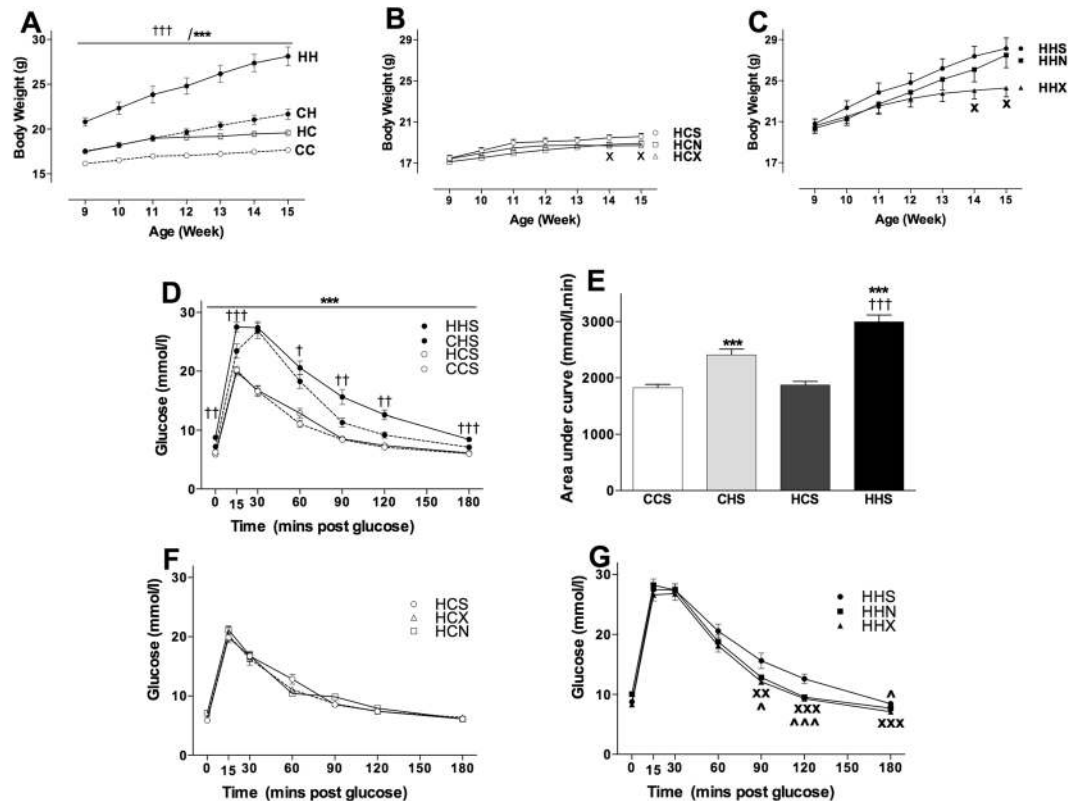 A
Body Weight (g)
30
25
20
15
††† /***
HH
CH
HC
CC
9 10 11 12 13 14 15
Age (Week)
B
Body Weight (g)
29
25
21
17
HCS
HCN
HCX
X X
9 10 11 12 13 14 15
Age (Week)
C
Body Weight (g)
29
25
21
17
HHS
HHN
HHX
X X
9 10 11 12 13 14 15
Age (Week)
D
Glucose (mmol/l)
30
20
10
0
***
†† ††† † †† †† †††
HHS
CHS
HCS
CCS
0 15 30 60 90 120 150 180
Time (mins post glucose)
E
Area under curve (mmol/l.min)
3000
2000
1000
0
***
***
†††
CCS CHS HCS HHS
F
Glucose (mmol/l)
30
20
10
0
HCS
HCX
HCN
0 15 30 60 90 120 150 180
Time (mins post glucose)
G
Glucose (mmol/l)
30
20
10
0
HHS
HHN
HHX
^
XX XXX XXX
^ ^^^
0 15 30 60 90 120 150 180
Time (mins post glucose)